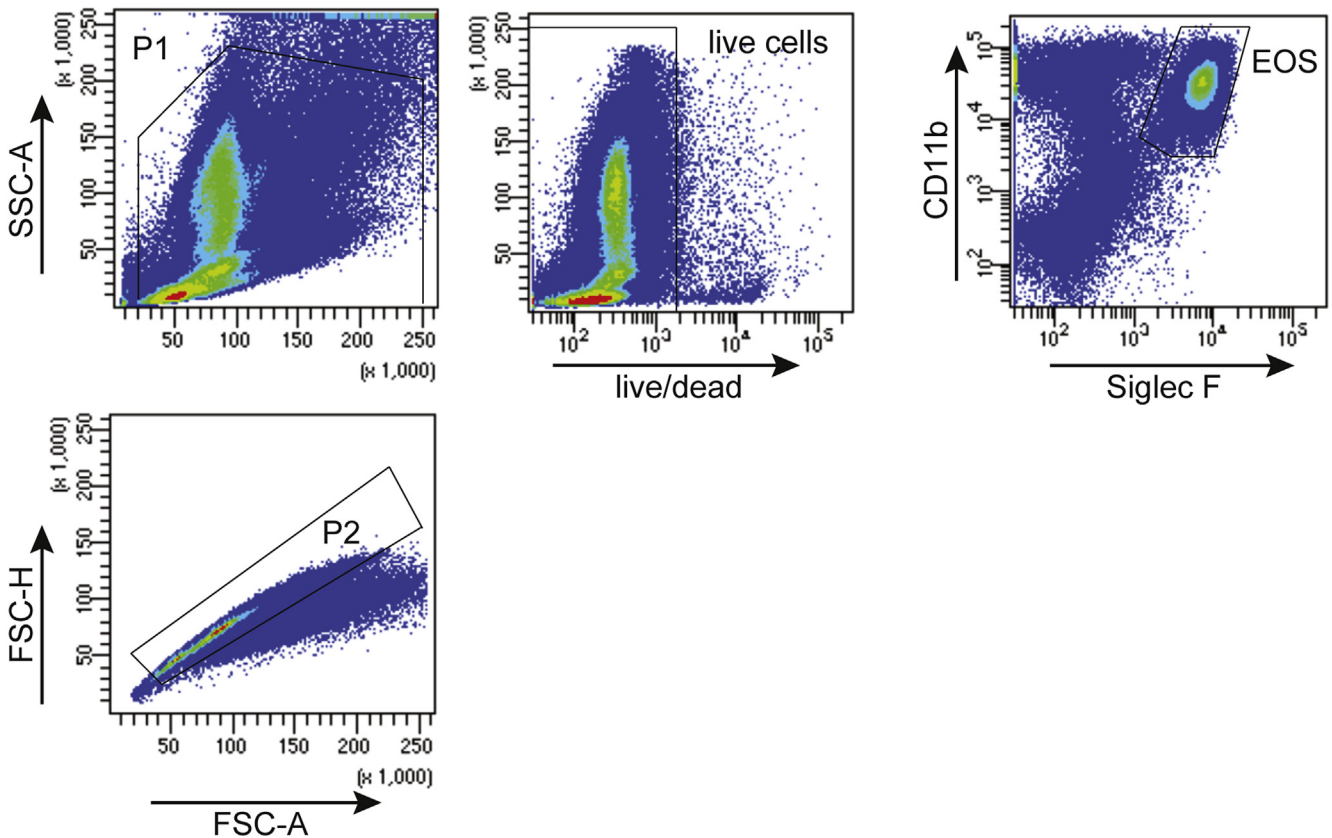 P1
SSC-A
(x 1,000)
50 100 150 200 250
50 100 150 200 250
(x 1,000)
live cells
(x 1,000)
50 100 150 200 250
10² 10³ 10⁴ 10⁵
live/dead
EOS
CD11b
10² 10³ 10⁴ 10⁵
10² 10³ 10⁴ 10⁵
Siglec F
P2
FSC-H
(x 1,000)
50 100 150 200 250
50 100 150 200 250
(x 1,000)
FSC-A